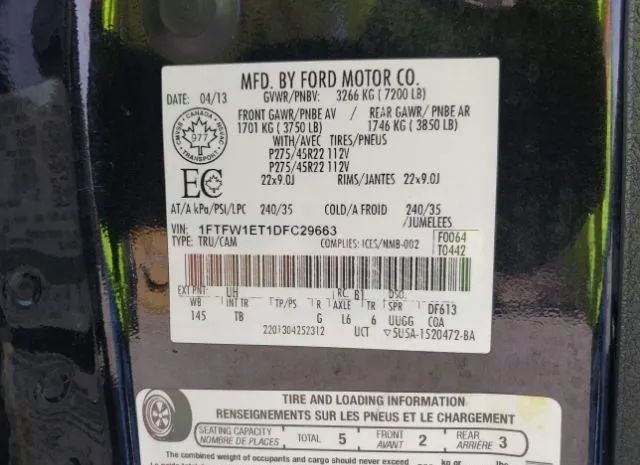 MFD. BY FORD MOTOR CO.
DATE: 04/13 GVWR/PNBV: 3266 KG ( 7200 LB)
FRONT GAWR/PNBE AV REAR GAWR/ PNBE AR
1701 KG ( 3750 LB) 1746 KG ( 3850 LB)
WITH/AVEC TIRES/PNEUS
P275/45R22 112V
P275/45R22 112V
22x9.0J RIMS/JANTES 22x9.0J
CANADA
977
TRANSPORT
EC
AT/A kPa/PSI/LPC 240/35 COLD/A FROID 240/35
/JUMELEES
VIN: 1FTFW1ET1DFC29663
TYPE: TRU/CAM COMPLIES: ICES/NMB-002
F0064
T0442
EXT PNT: UH RC: B1 DSO:
WB INT TR TP/PS R AXLE TR SPR DF613
145 TB G L6 6 UUGG COA
2201304252312 UCT 5U5A-1520472-BA
TIRE AND LOADING INFORMATION
RENSEIGNEMENTS SUR LES PNEUS ET LE CHARGEMENT
SEATING CAPACITY
NOMBRE DE PLACES
TOTAL 5
FRONT
AVANT 2
REAR
ARRIÈRE 3
The combined weight of occupants and cargo should never exceed